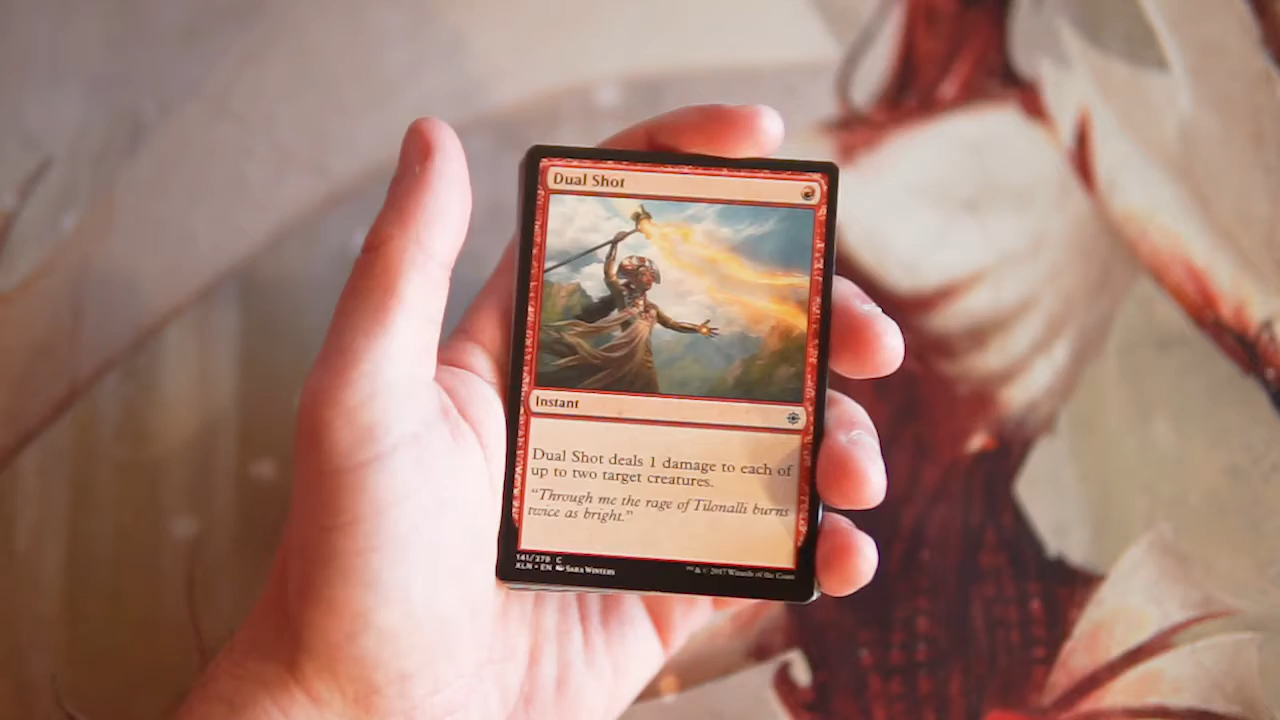 Dual Shot
Instant
Dual Shot deals 1 damage to each of
up to two target creatures.
"Through me the rage of Tilonalli burns
twice as bright."
141/279 C
XLN • EN SARA WINTERS
™ & © 2017 Wizards of the Coast